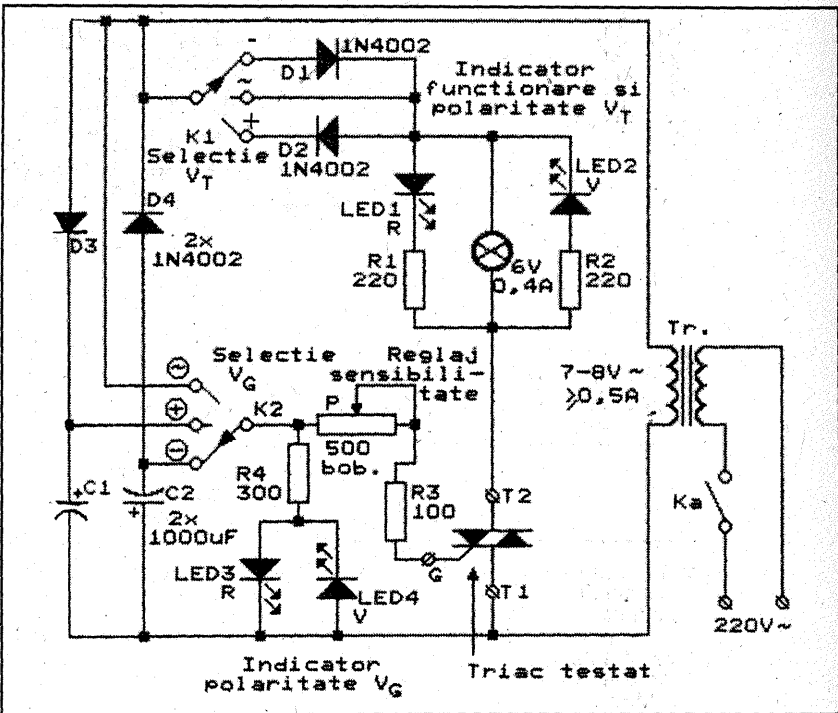 -
1N4002
D1
~
+
K1
Selectie
VT
D2
1N4002
Indicator
functionare si
polaritate VT
LED1
R
LED2
V
R1
220
6V
0,4A
R2
220
D3
D4
2x
1N4002
Selectie
VG
Reglaj
sensibili-
tate
~
+
-
K2
P
500
bob.
R4
300
R3
100
Tr.
7-8V ~
≥0,5A
+
C1
C2
+
2x
1000uF
T2
Ka
LED3
R
LED4
V
G
T1
220V~
Indicator
polaritate VG
Triac testat